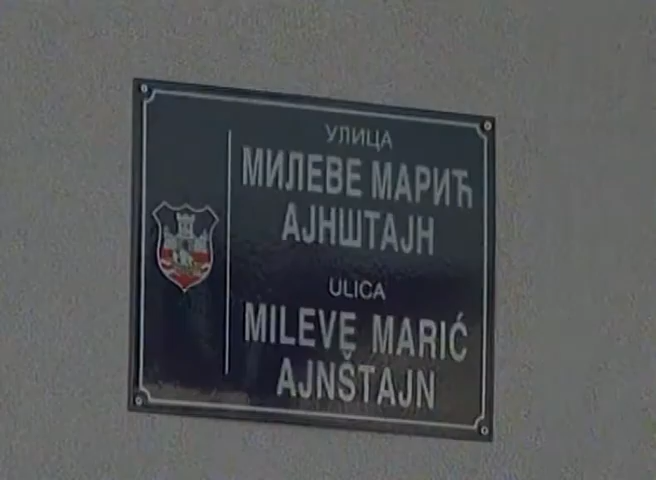 УЛИЦА
МИЛЕВЕ МАРИЋ
АЈНШТАЈН
ULICA
MILEVE MARIĆ
AJNŠTAJN